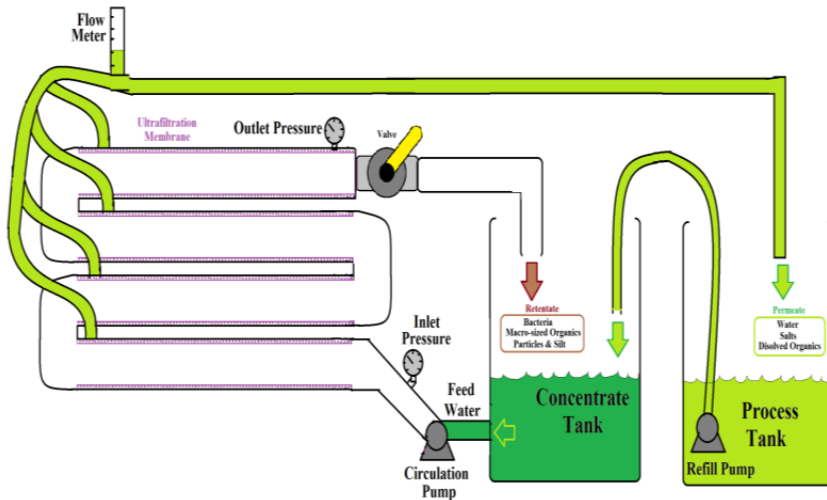 Flow
Meter
Ultrafiltration
Membrane
Outlet Pressure
Valve
Inlet
Pressure
Feed
Water
Circulation
Pump
Retentate
Bacteria
Macro-sized Organics
Particles & Silt
Concentrate
Tank
Permeate
Water
Salts
Disolved Organics
Process
Tank
Refill Pump